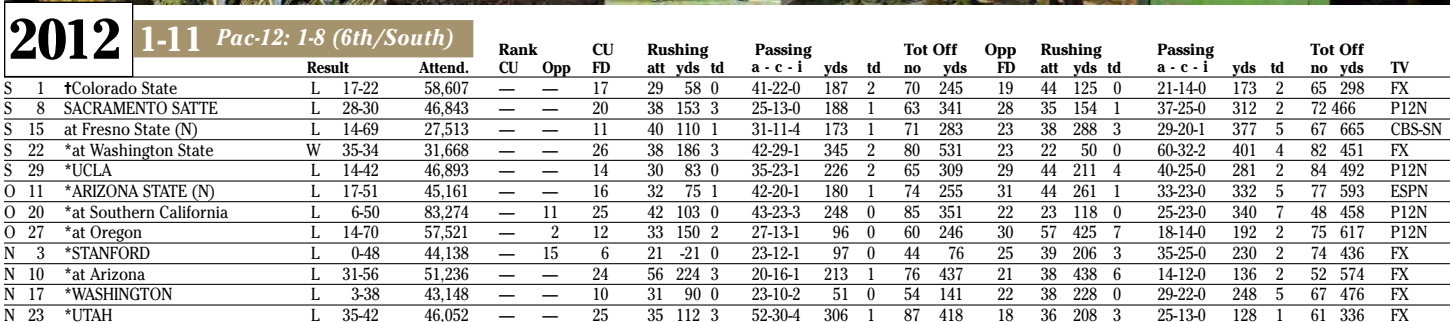 2012 1-11 Pac-12: 1-8 (6th/South)
Rank CU Rushing Passing Tot Off Opp Rushing Passing Tot Off
Result Attend. CU Opp FD att yds td a - c - i yds td no yds FD att yds td a - c - i yds td no yds TV
S 1 †Colorado State L 17-22 58,607 — — 17 29 58 0 41-22-0 187 2 70 245 19 44 125 0 21-14-0 173 2 65 298 FX
S 8 SACRAMENTO SATTE L 28-30 46,843 — — 20 38 153 3 25-13-0 188 1 63 341 28 35 154 1 37-25-0 312 2 72 466 P12N
S 15 at Fresno State (N) L 14-69 27,513 — — 11 40 110 1 31-11-4 173 1 71 283 23 38 288 3 29-20-1 377 5 67 665 CBS-SN
S 22 *at Washington State W 35-34 31,668 — — 26 38 186 3 42-29-1 345 2 80 531 23 22 50 0 60-32-2 401 4 82 451 FX
S 29 *UCLA L 14-42 46,893 — — 14 30 83 0 35-23-1 226 2 65 309 29 44 211 4 40-25-0 281 2 84 492 P12N
O 11 *ARIZONA STATE (N) L 17-51 45,161 — — 16 32 75 1 42-20-1 180 1 74 255 31 44 261 1 33-23-0 332 5 77 593 ESPN
O 20 *at Southern California L 6-50 83,274 — 11 25 42 103 0 43-23-3 248 0 85 351 22 23 118 0 25-23-0 340 7 48 458 P12N
O 27 *at Oregon L 14-70 57,521 — 2 12 33 150 2 27-13-1 96 0 60 246 30 57 425 7 18-14-0 192 2 75 617 P12N
N 3 *STANFORD L 0-48 44,138 — 15 6 21 -21 0 23-12-1 97 0 44 76 25 39 206 3 35-25-0 230 2 74 436 FX
N 10 *at Arizona L 31-56 51,236 — — 24 56 224 3 20-16-1 213 1 76 437 21 38 438 6 14-12-0 136 2 52 574 FX
N 17 *WASHINGTON L 3-38 43,148 — — 10 31 90 0 23-10-2 51 0 54 141 22 38 228 0 29-22-0 248 5 67 476 FX
N 23 *UTAH L 35-42 46,052 — — 25 35 112 3 52-30-4 306 1 87 418 18 36 208 3 25-13-0 128 1 61 336 FX